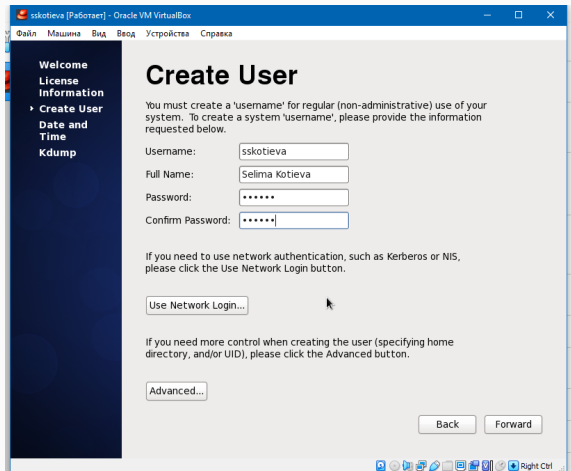 sskotieva [Работает] - Oracle VM VirtualBox
Файл Машина Вид Ввод Устройства Справка
Welcome
License
Information
Create User
Date and
Time
Kdump
Create User
You must create a 'username' for regular (non-administrative) use of your
system. To create a system 'username', please provide the information
requested below.
Username: sskotieva
Full Name: Selima Kotieva
Password: ••••••
Confirm Password: ••••••
If you need to use network authentication, such as Kerberos or NIS,
please click the Use Network Login button.
Use Network Login...
If you need more control when creating the user (specifying home
directory, and/or UID), please click the Advanced button.
Advanced...
Back Forward
Right Ctrl